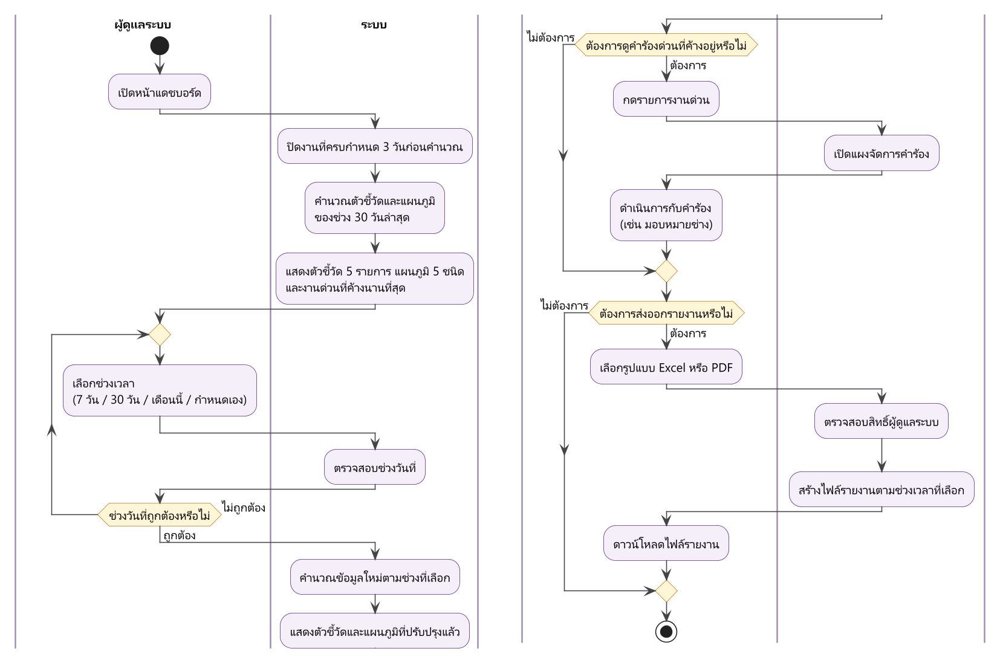 ผู้ดูแลระบบ
ระบบ
เปิดหน้าแดชบอร์ด
ปิดงานที่ครบกำหนด 3 วันก่อนคำนวณ
คำนวณตัวชี้วัดและแผนภูมิ
ของช่วง 30 วันล่าสุด
แสดงตัวชี้วัด 5 รายการ แผนภูมิ 5 ชนิด
และงานด่วนที่ค้างนานที่สุด
เลือกช่วงเวลา
(7 วัน / 30 วัน / เดือนนี้ / กำหนดเอง)
ตรวจสอบช่วงวันที่
ช่วงวันที่ถูกต้องหรือไม่
ไม่ถูกต้อง
ถูกต้อง
คำนวณข้อมูลใหม่ตามช่วงที่เลือก
แสดงตัวชี้วัดและแผนภูมิที่ปรับปรุงแล้ว
ไม่ต้องการ
ต้องการดูคำร้องด่วนที่ค้างอยู่หรือไม่
ต้องการ
กดรายการงานด่วน
เปิดแผงจัดการคำร้อง
ดำเนินการกับคำร้อง
(เช่น มอบหมายช่าง)
ไม่ต้องการ
ต้องการส่งออกรายงานหรือไม่
ต้องการ
เลือกรูปแบบ Excel หรือ PDF
ตรวจสอบสิทธิ์ผู้ดูแลระบบ
สร้างไฟล์รายงานตามช่วงเวลาที่เลือก
ดาวน์โหลดไฟล์รายงาน